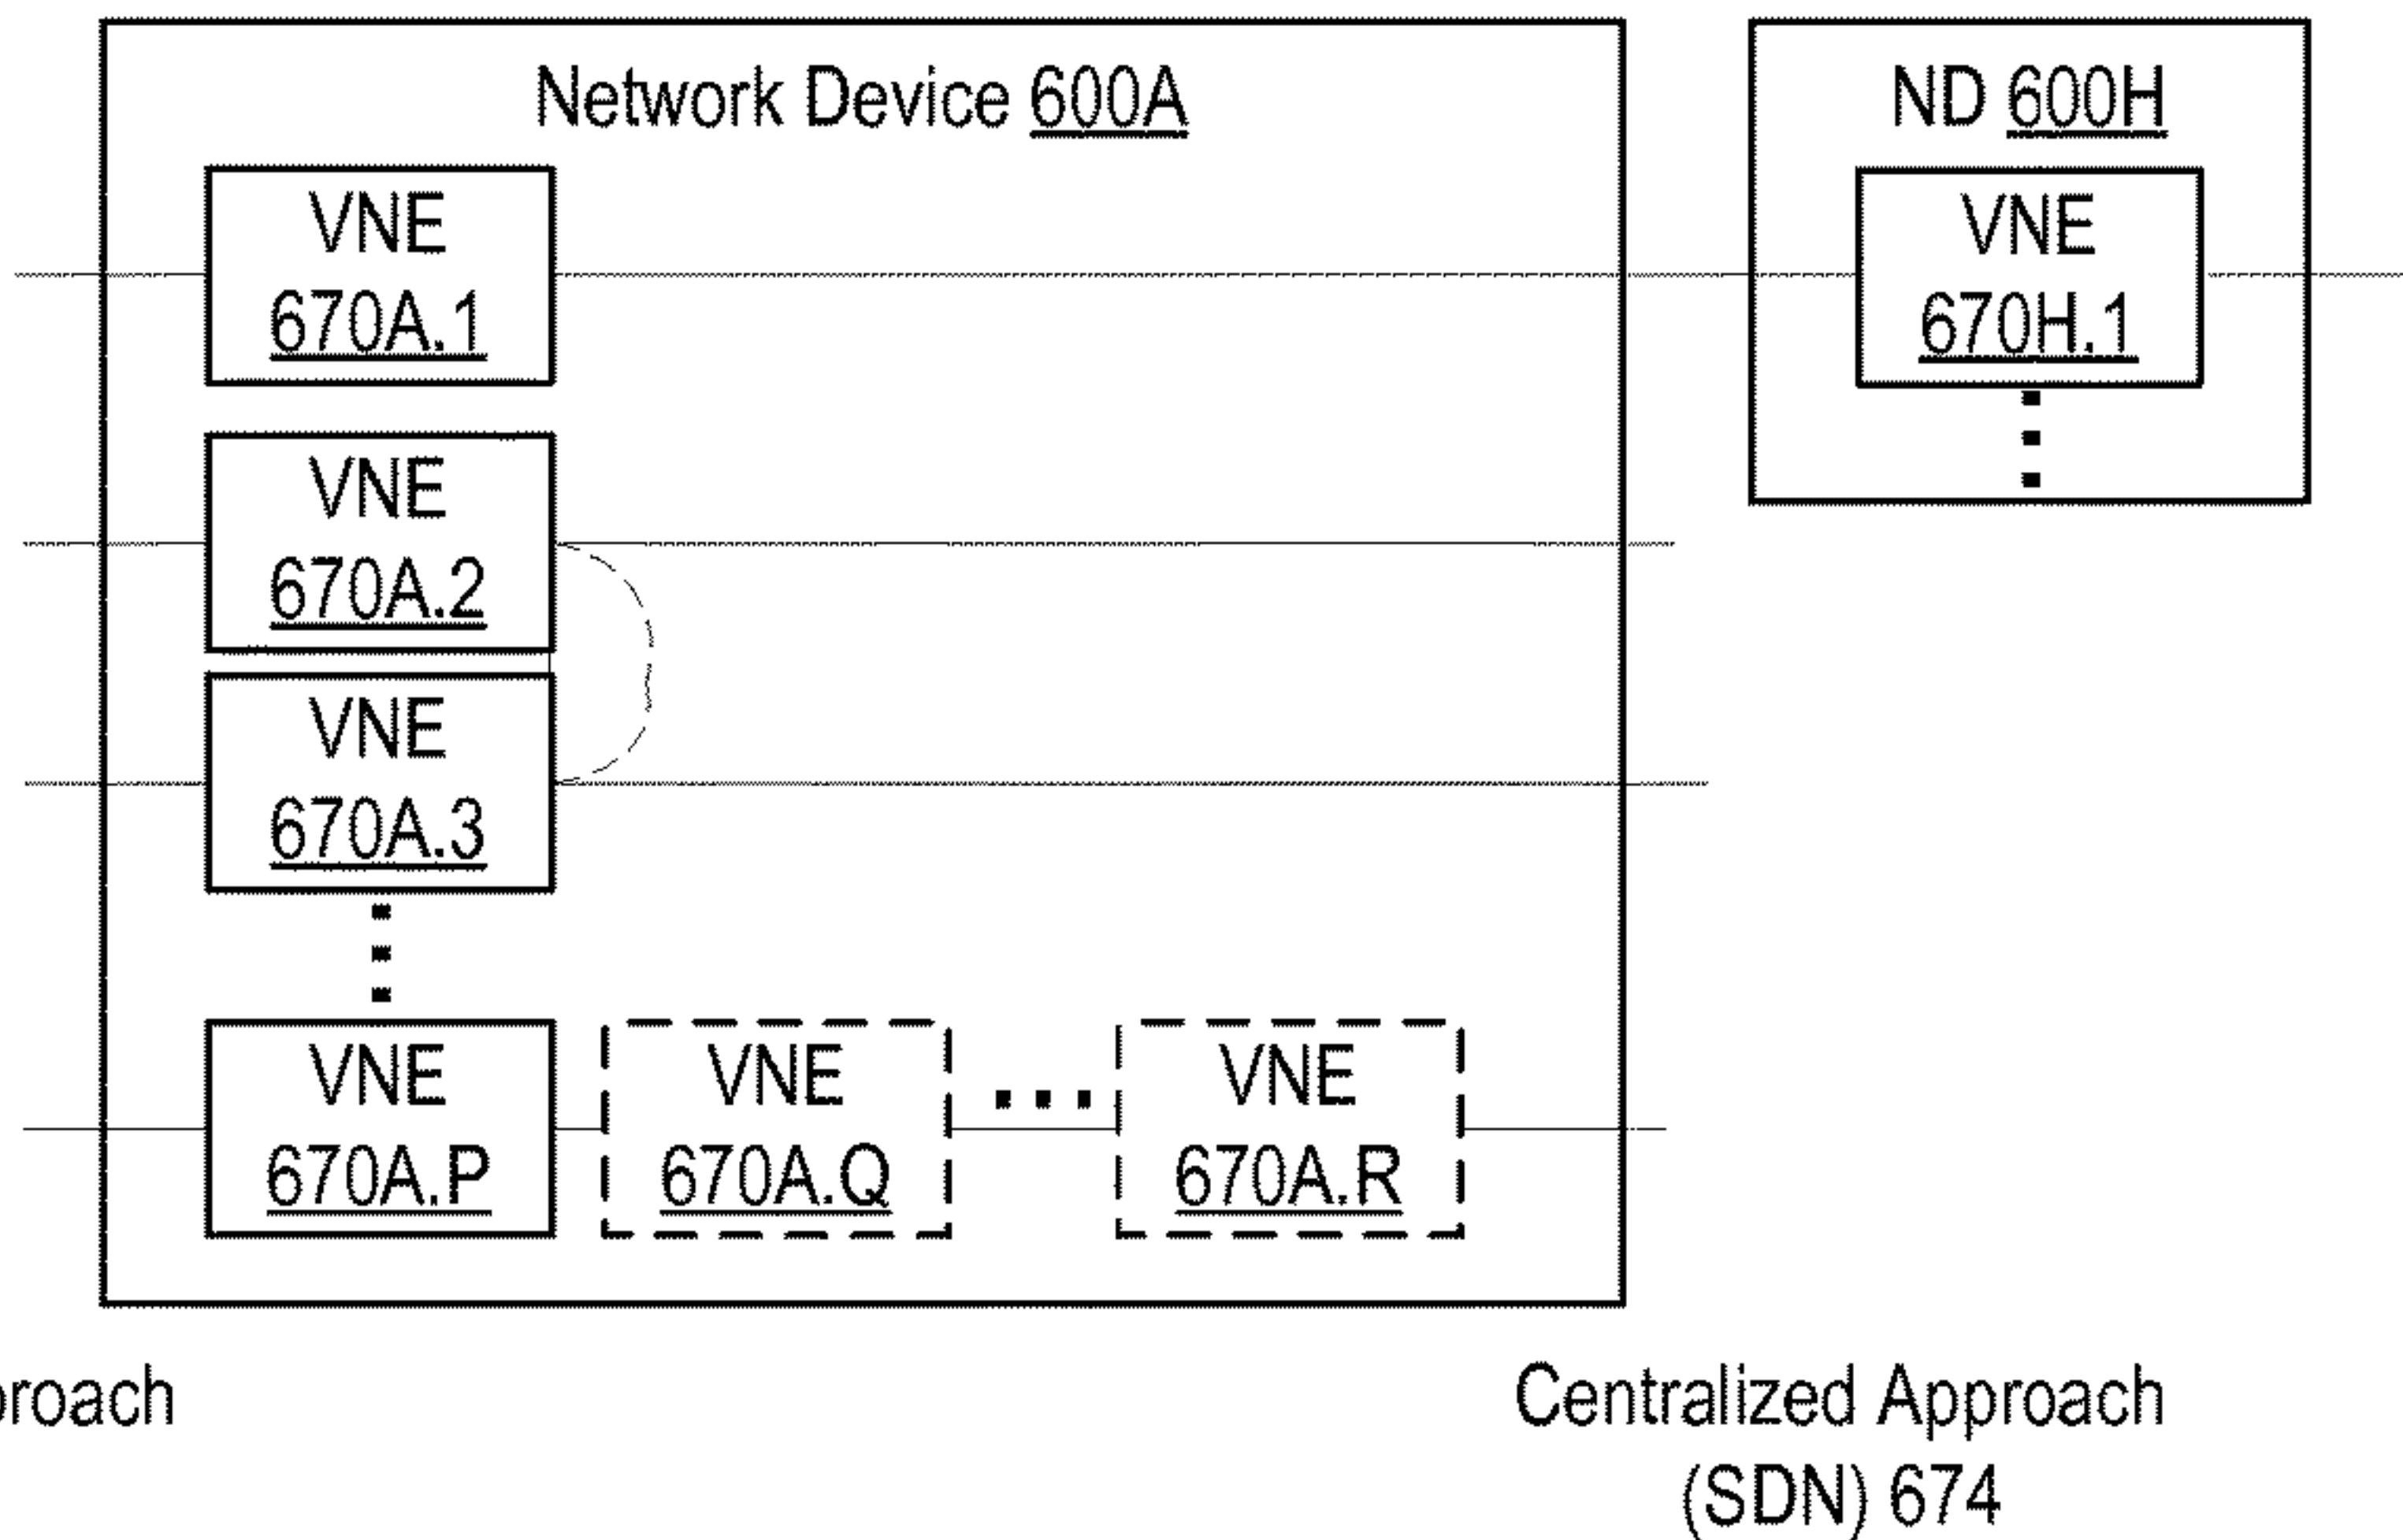 Network Device 600A
ND 600H
VNE
670A.1
VNE
670H.1
VNE
670A.2
VNE
670A.3
VNE
670A.P
VNE
670A.Q
VNE
670A.R
Centralized Approach
(SDN) 674